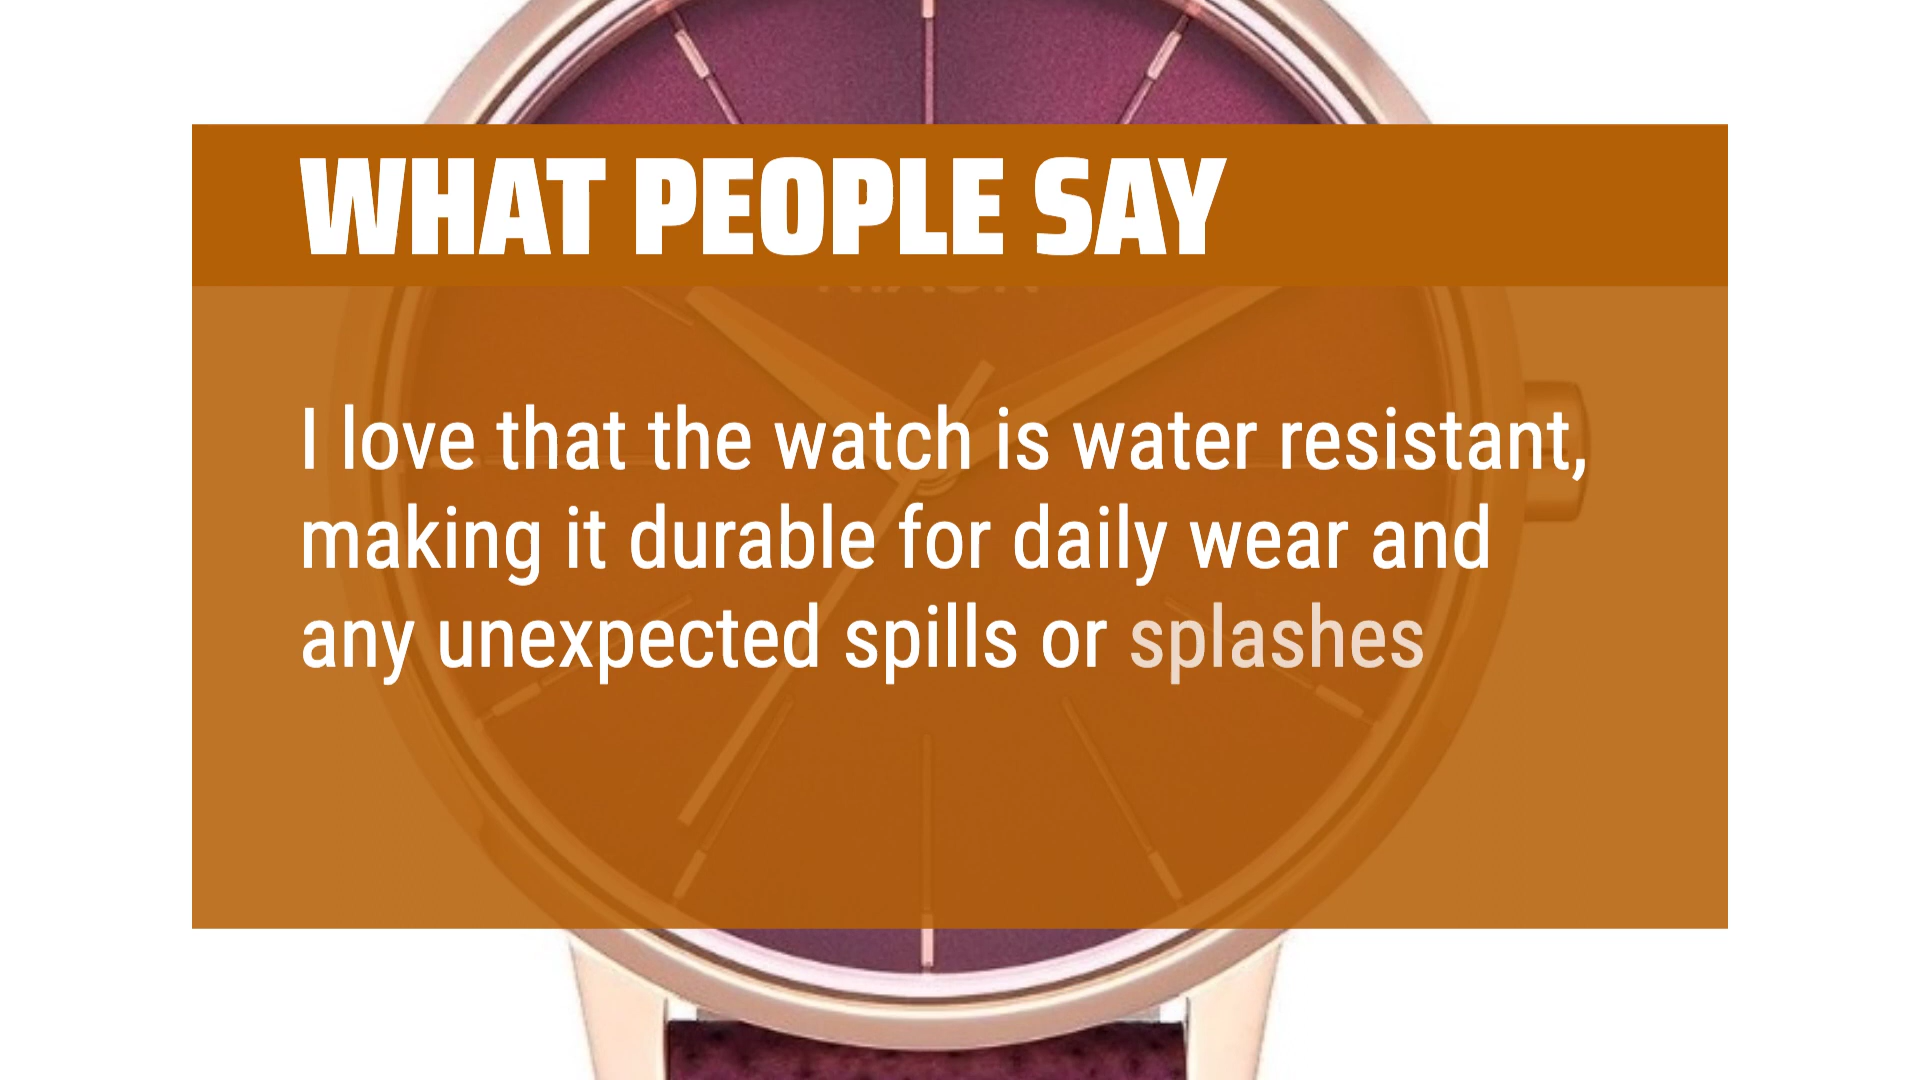 WHAT PEOPLE SAY
I love that the watch is water resistant,
making it durable for daily wear and
any unexpected spills or splashes